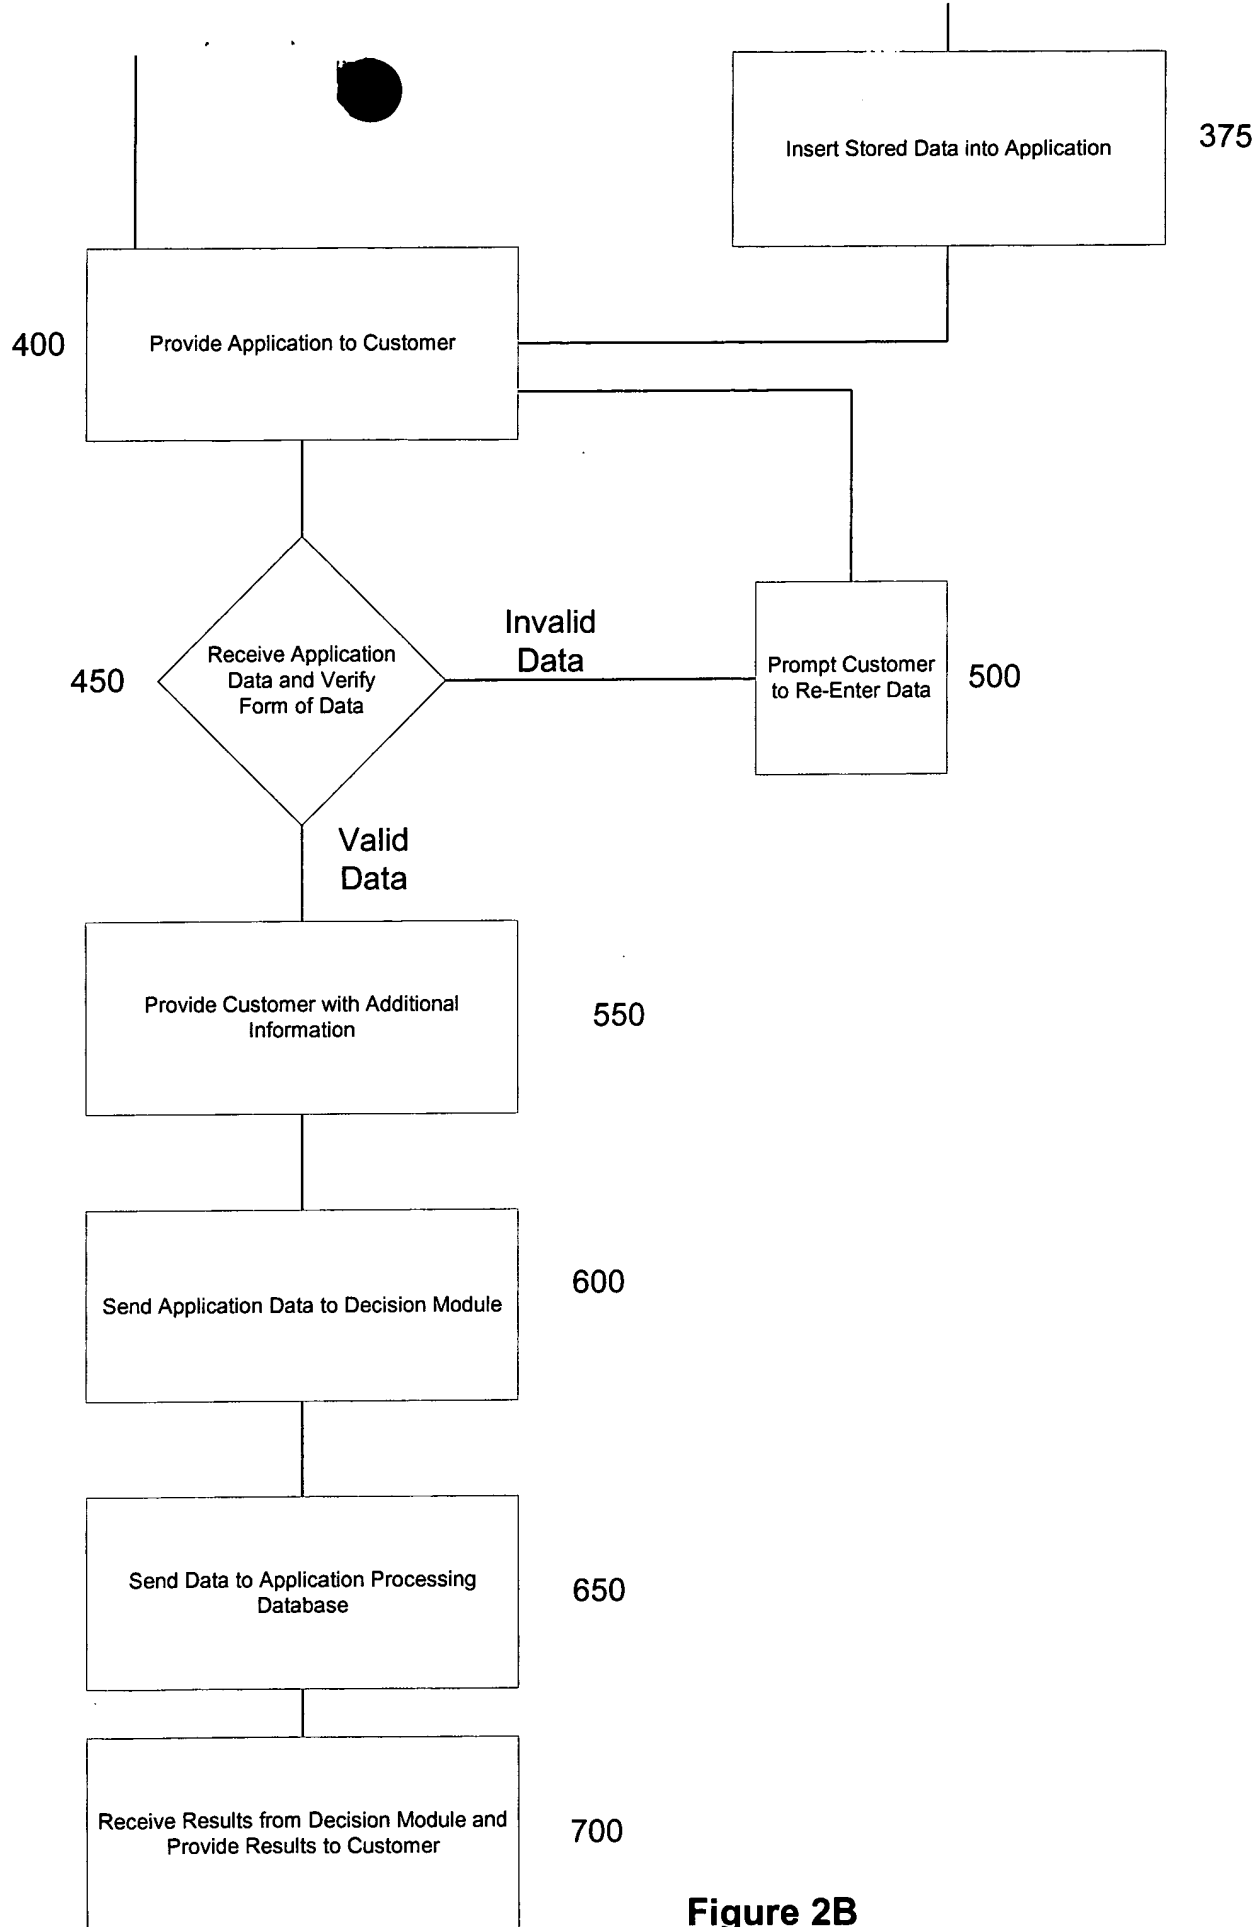 Insert Stored Data into Application
375
400
Provide Application to Customer
Invalid
Data
450
Receive Application
Data and Verify
Form of Data
Prompt Customer
to Re-Enter Data
500
Valid
Data
Provide Customer with Additional
Information
550
600
Send Application Data to Decision Module
Send Data to Application Processing
Database
650
Receive Results from Decision Module and
Provide Results to Customer
700
Figure 2B